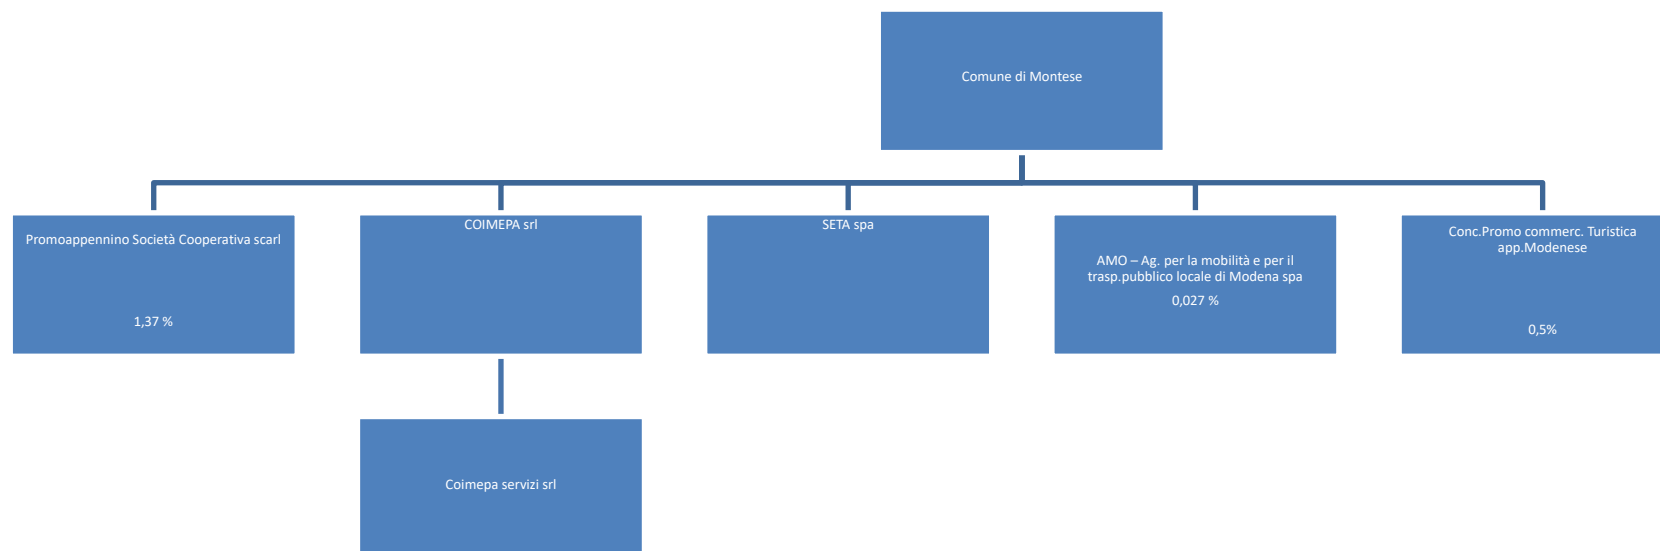 Comune di Montese
Promoappennino Società Cooperativa scarl
1,37 %
COIMEPA srl
SETA spa
AMO – Ag. per la mobilità e per il
trasp.pubblico locale di Modena spa
0,027 %
Conc.Promo commerc. Turistica
app.Modenese
0,5%
Coimepa servizi srl